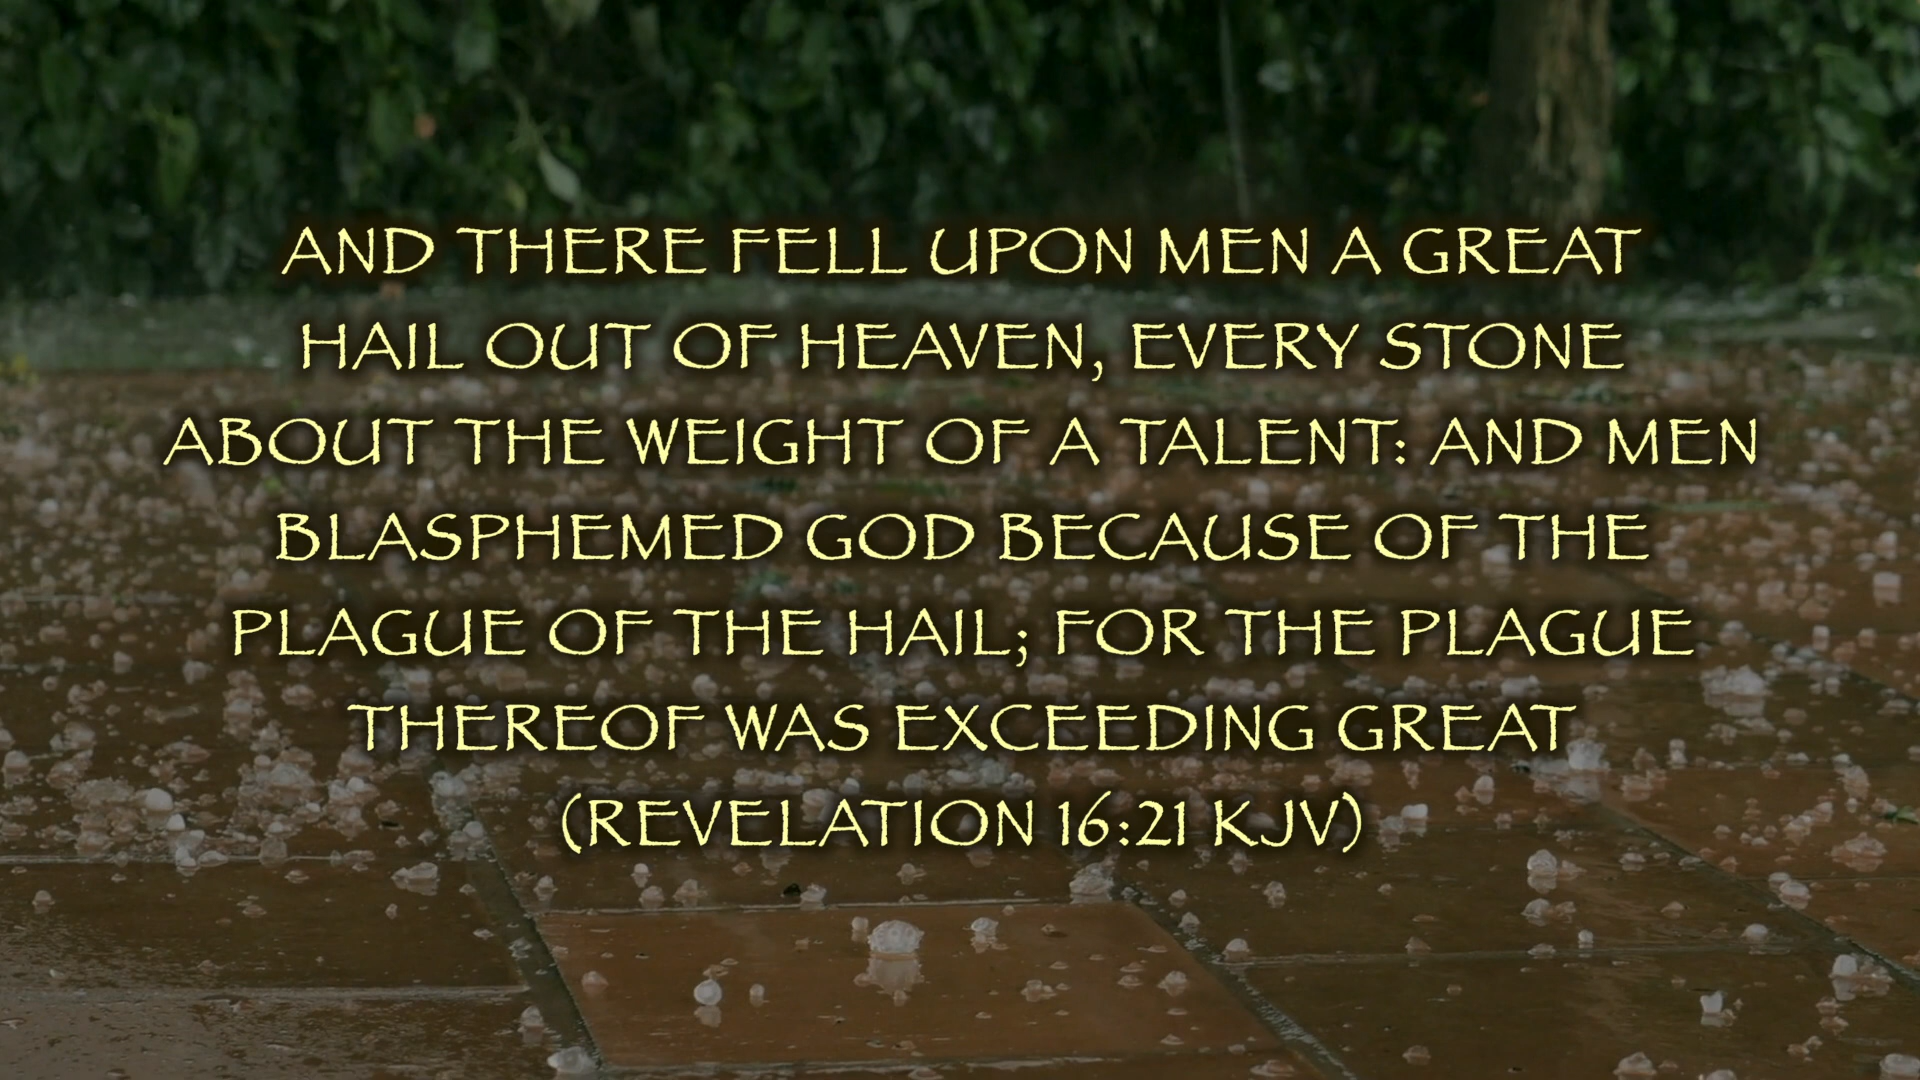 AND THERE FELL UPON MEN A GREAT
HAIL OUT OF HEAVEN, EVERY STONE
ABOUT THE WEIGHT OF A TALENT: AND MEN
BLASPHEMED GOD BECAUSE OF THE
PLAGUE OF THE HAIL; FOR THE PLAGUE
THEREOF WAS EXCEEDING GREAT
(REVELATION 16:21 KJV)